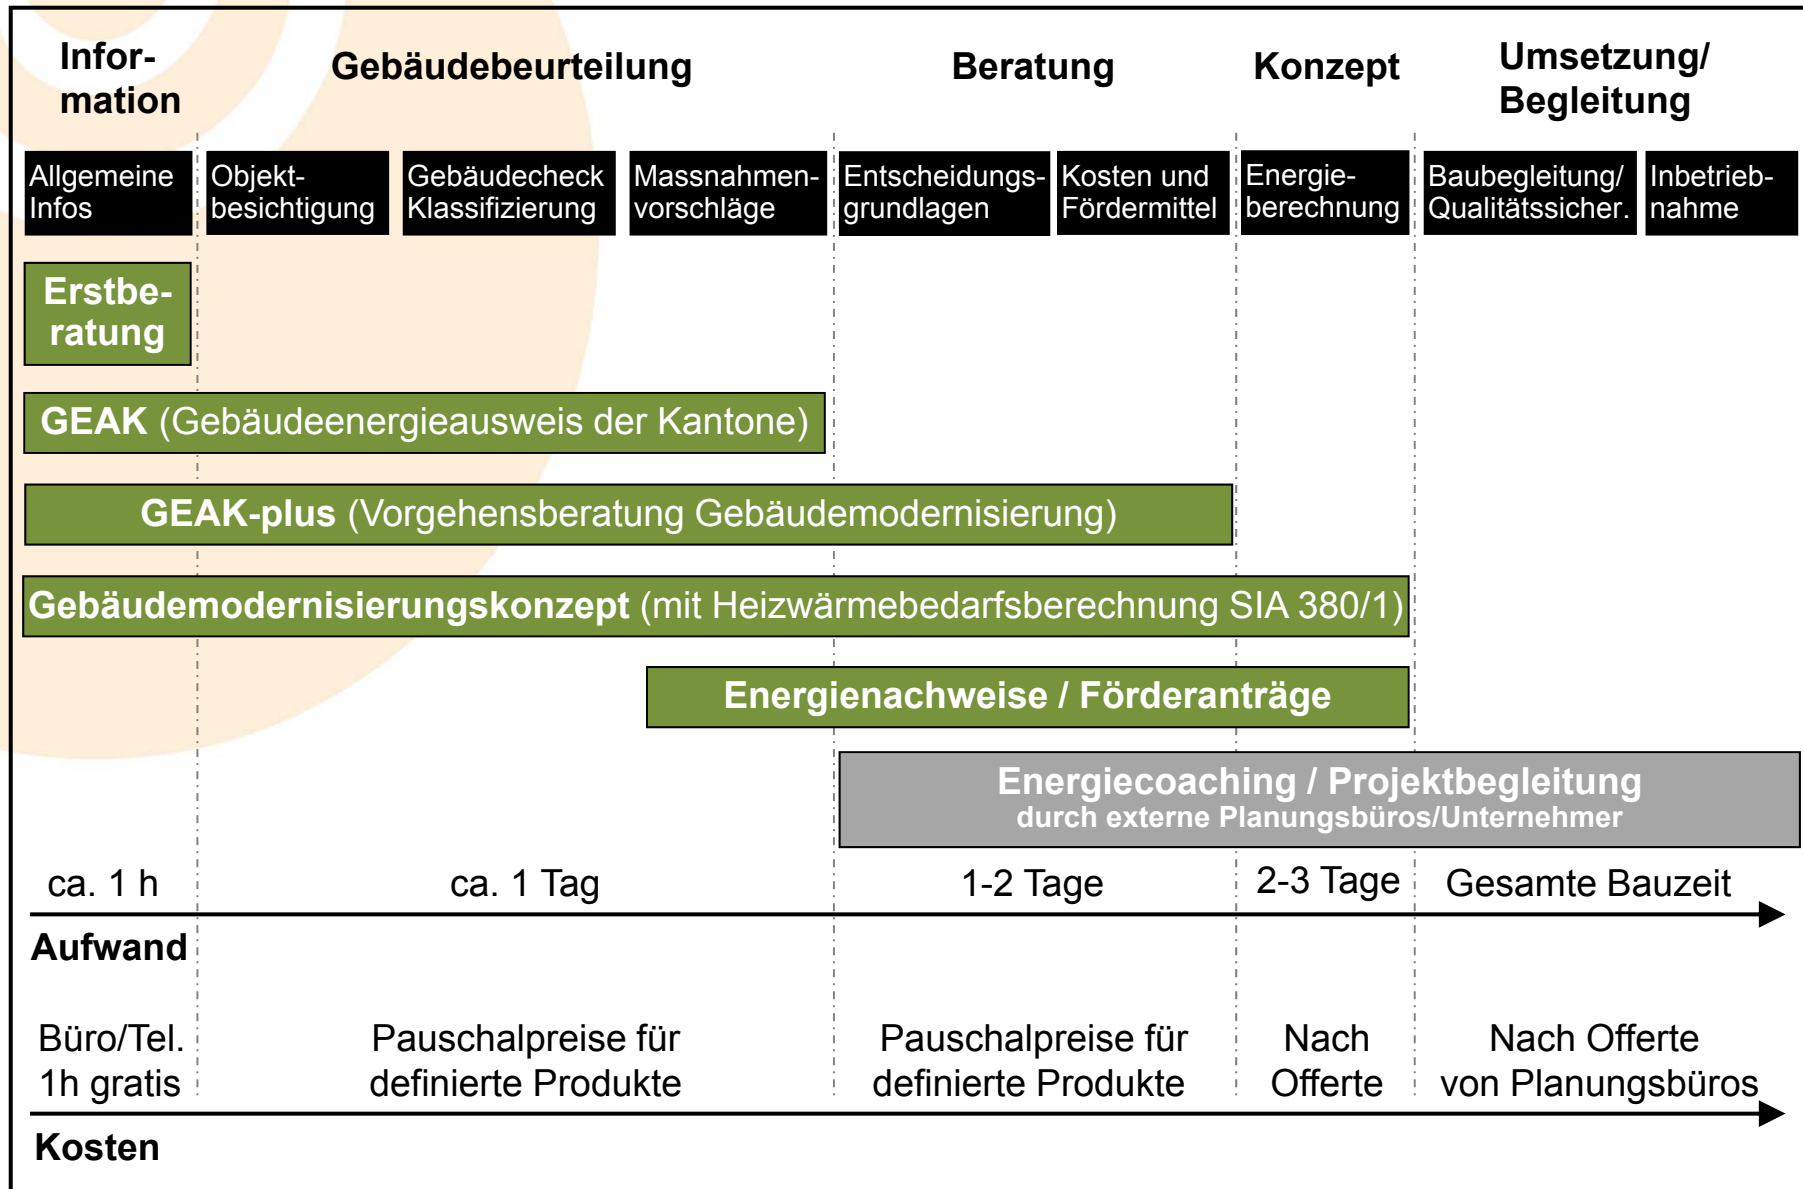 Infor-
mation
Gebäudebeurteilung
Beratung
Konzept
Umsetzung/
Begleitung
Allgemeine
Infos
Objekt-
besichtigung
Gebäudecheck
Klassifizierung
Massnahmen-
vorschläge
Entscheidungs-
grundlagen
Kosten und
Fördermittel
Energie-
berechnung
Baubegleitung/
Qualitätssicher.
Inbetrieb-
nahme
Erstbe-
ratung
GEAK (Gebäudeenergieausweis der Kantone)
GEAK-plus (Vorgehensberatung Gebäudemodernisierung)
Gebäudemodernisierungskonzept (mit Heizwärmebedarfsberechnung SIA 380/1)
Energienachweise / Förderanträge
Energiecoaching / Projektbegleitung
durch externe Planungsbüros/Unternehmer
ca. 1 h
ca. 1 Tag
1-2 Tage
2-3 Tage
Gesamte Bauzeit
Aufwand
Büro/Tel.
1h gratis
Pauschalpreise für
definierte Produkte
Pauschalpreise für
definierte Produkte
Nach
Offerte
Nach Offerte
von Planungsbüros
Kosten